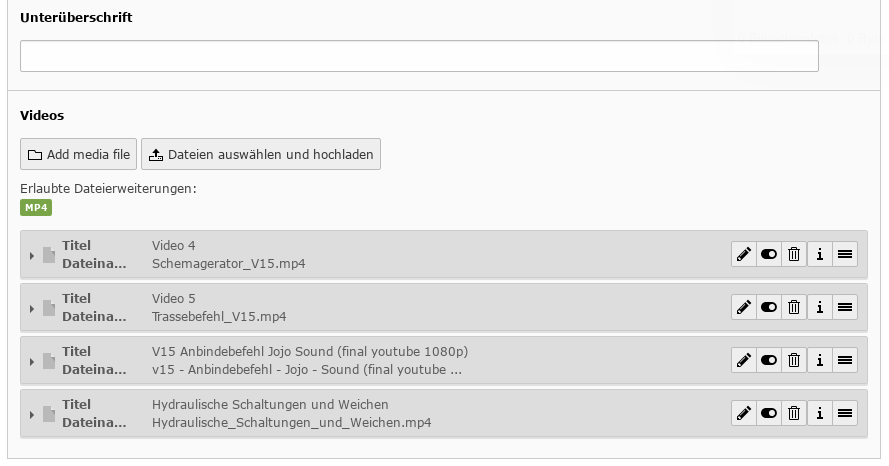 Unterüberschrift
Videos
Add media file
Dateien auswählen und hochladen
Erlaubte Dateierweiterungen:
MP4
Titel Video 4
Dateina... Schemagerator_V15.mp4
Titel Video 5
Dateina... Trassebefehl_V15.mp4
Titel V15 Anbindebefehl Jojo Sound (final youtube 1080p)
Dateina... v15 - Anbindebefehl - Jojo - Sound (final youtube ...
Titel Hydraulische Schaltungen und Weichen
Dateina... Hydraulische_Schaltungen_und_Weichen.mp4